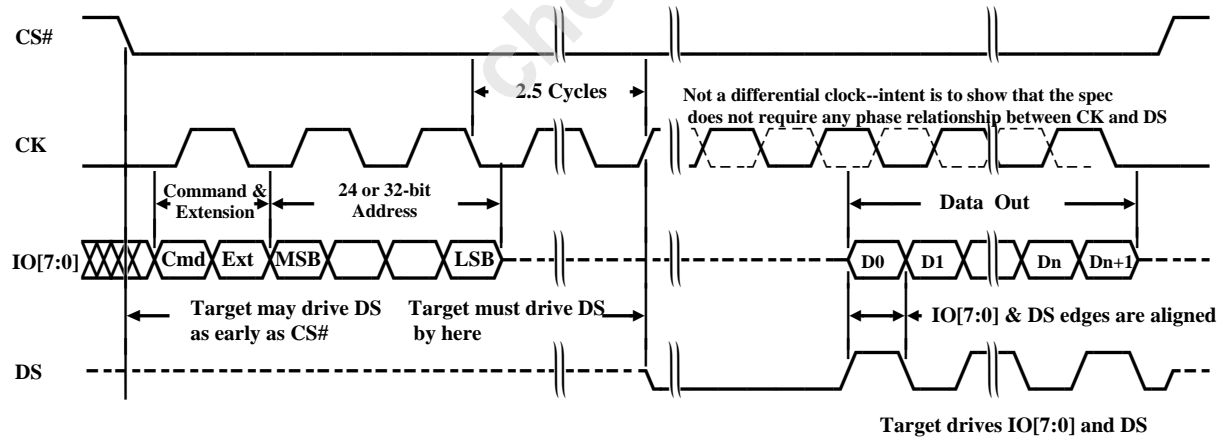 CS#
2.5 Cycles
Not a differential clock--intent is to show that the spec
does not require any phase relationship between CK and DS
CK
Command &
Extension
24 or 32-bit
Address
Data Out
IO[7:0]
Cmd
Ext
MSB
LSB
D0
D1
Dn
Dn+1
Target may drive DS
as early as CS#
Target must drive DS
by here
IO[7:0] & DS edges are aligned
DS
Target drives IO[7:0] and DS